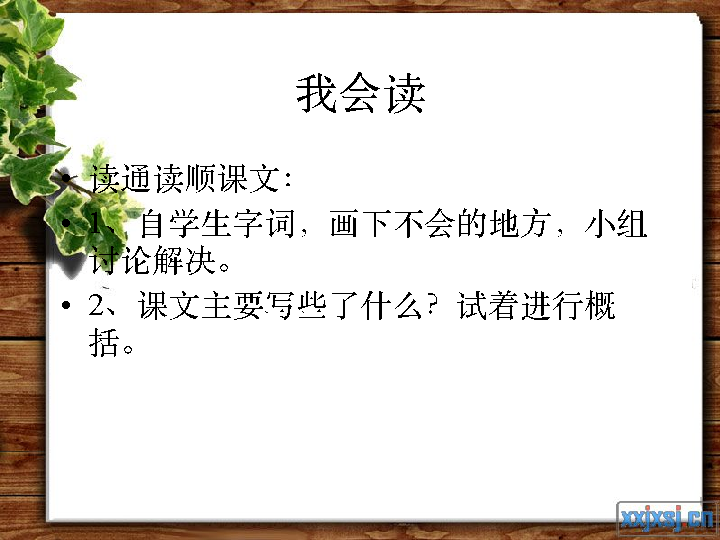 我会读
• 读通读顺课文：
• 1、自学生字词，画下不会的地方，小组
讨论解决。
• 2、课文主要写些了什么？试着进行概
括。
xxjxsj.cn